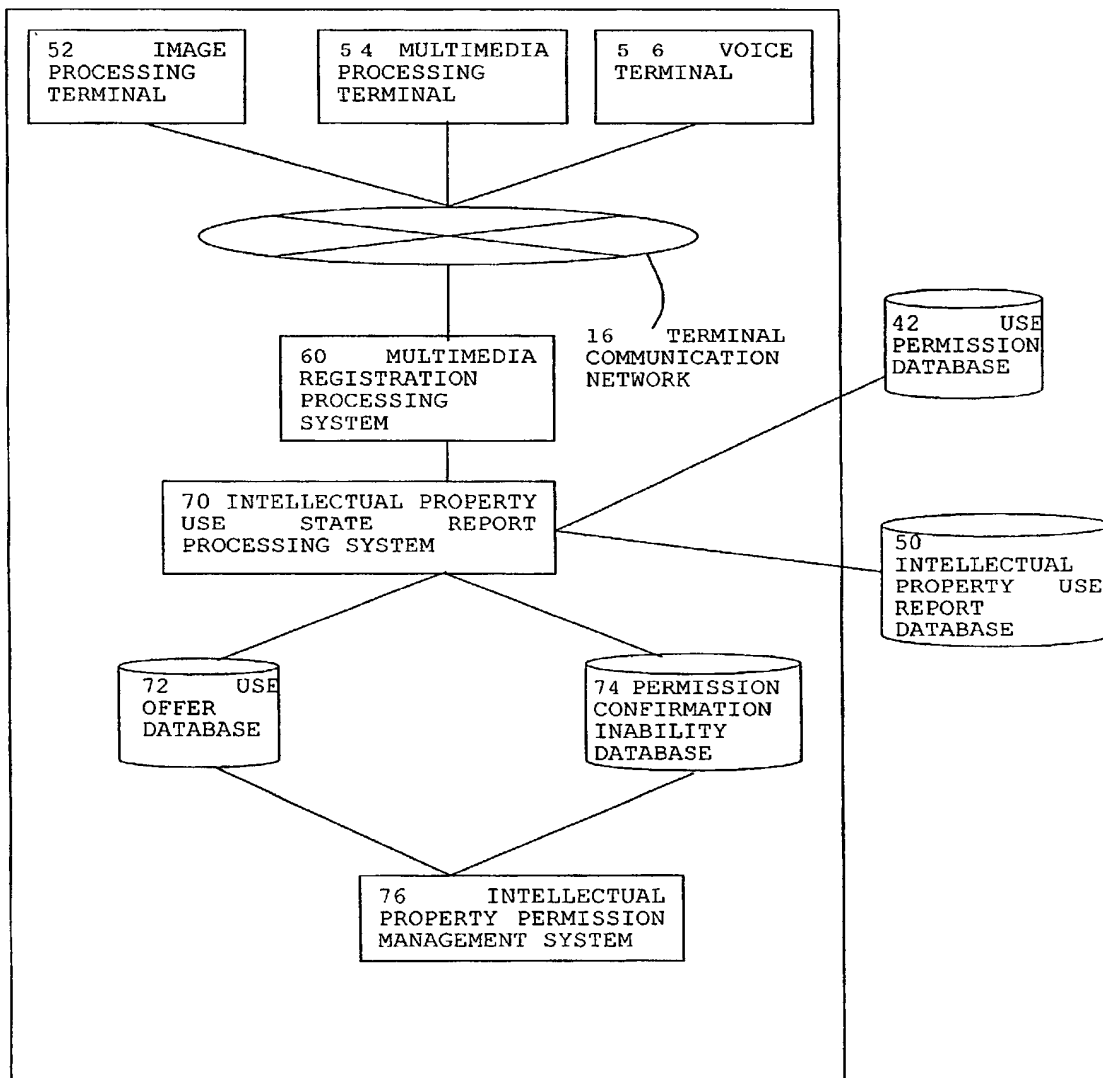 52 IMAGE
PROCESSING
TERMINAL
5 4 MULTIMEDIA
PROCESSING
TERMINAL
5 6 VOICE
TERMINAL
16 TERMINAL
COMMUNICATION
NETWORK
42 USE
PERMISSION
DATABASE
60 MULTIMEDIA
REGISTRATION
PROCESSING
SYSTEM
70 INTELLECTUAL PROPERTY
USE STATE REPORT
PROCESSING SYSTEM
50
INTELLECTUAL
PROPERTY USE
REPORT
DATABASE
72 USE
OFFER
DATABASE
74 PERMISSION
CONFIRMATION
INABILITY
DATABASE
76 INTELLECTUAL
PROPERTY PERMISSION
MANAGEMENT SYSTEM